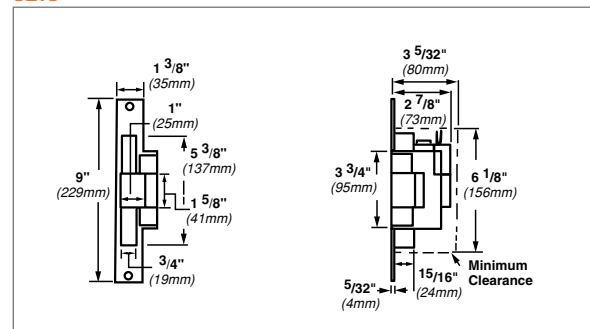 1 3/8"
(35mm)
1"
(25mm)
5 3/8"
(137mm)
9"
(229mm)
1 5/8"
(41mm)
3/4"
(19mm)
3 5/32"
(80mm)
2 7/8"
(73mm)
3 3/4"
(95mm)
6 1/8"
(156mm)
Minimum
Clearance
15/16"
(24mm)
5/32"
(4mm)